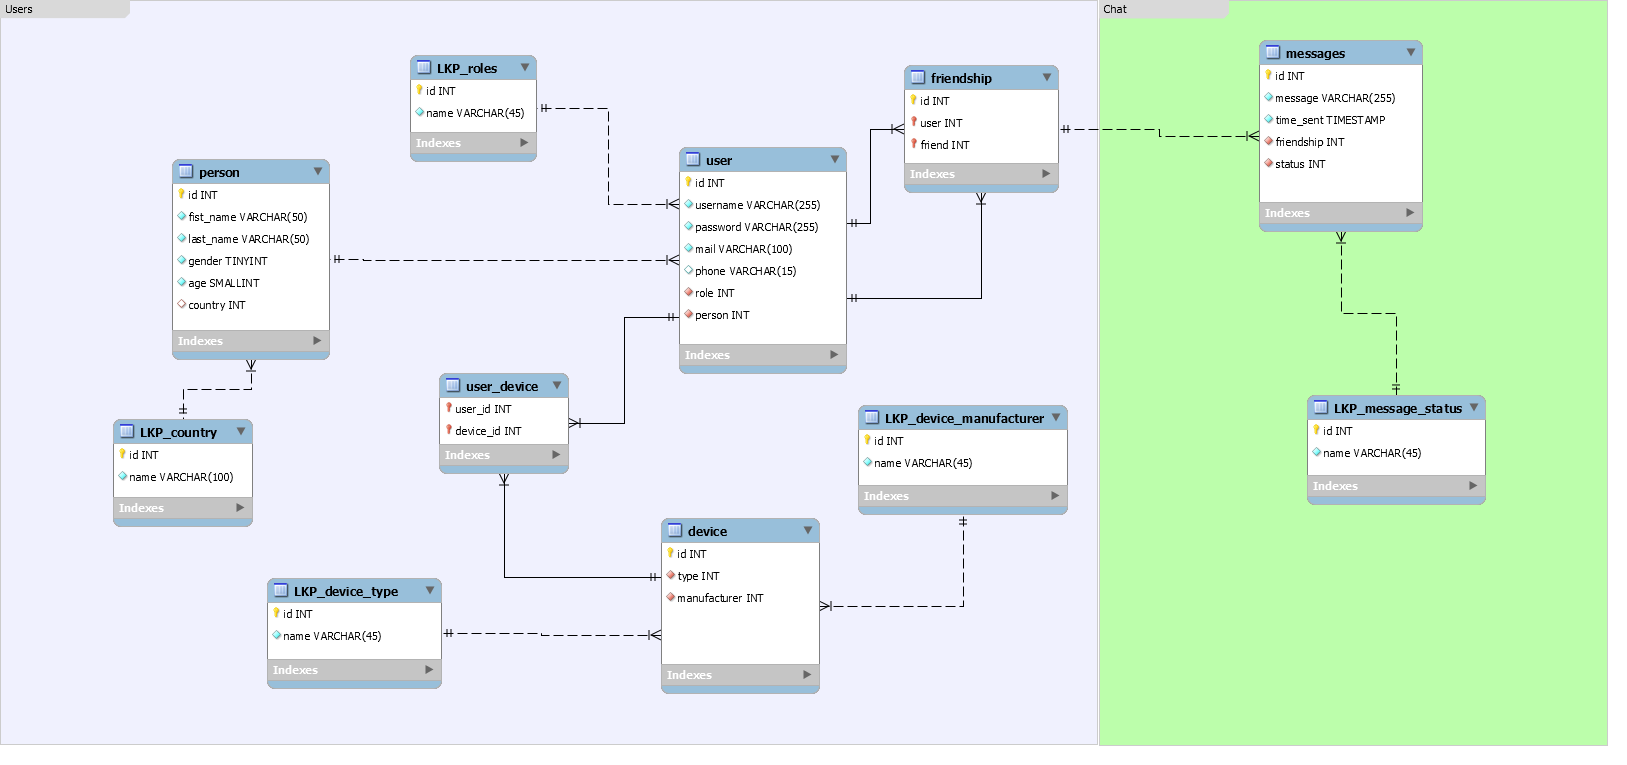 Users
Chat
LKP_roles
id INT
name VARCHAR(45)
Indexes
friendship
id INT
user INT
friend INT
Indexes
messages
id INT
message VARCHAR(255)
time_sent TIMESTAMP
friendship INT
status INT
Indexes
person
id INT
fist_name VARCHAR(50)
last_name VARCHAR(50)
gender TINYINT
age SMALLINT
country INT
Indexes
user
id INT
username VARCHAR(255)
password VARCHAR(255)
mail VARCHAR(100)
phone VARCHAR(15)
role INT
person INT
Indexes
user_device
user_id INT
device_id INT
Indexes
LKP_country
id INT
name VARCHAR(100)
Indexes
LKP_device_manufacturer
id INT
name VARCHAR(45)
Indexes
LKP_message_status
id INT
name VARCHAR(45)
Indexes
device
id INT
type INT
manufacturer INT
Indexes
LKP_device_type
id INT
name VARCHAR(45)
Indexes